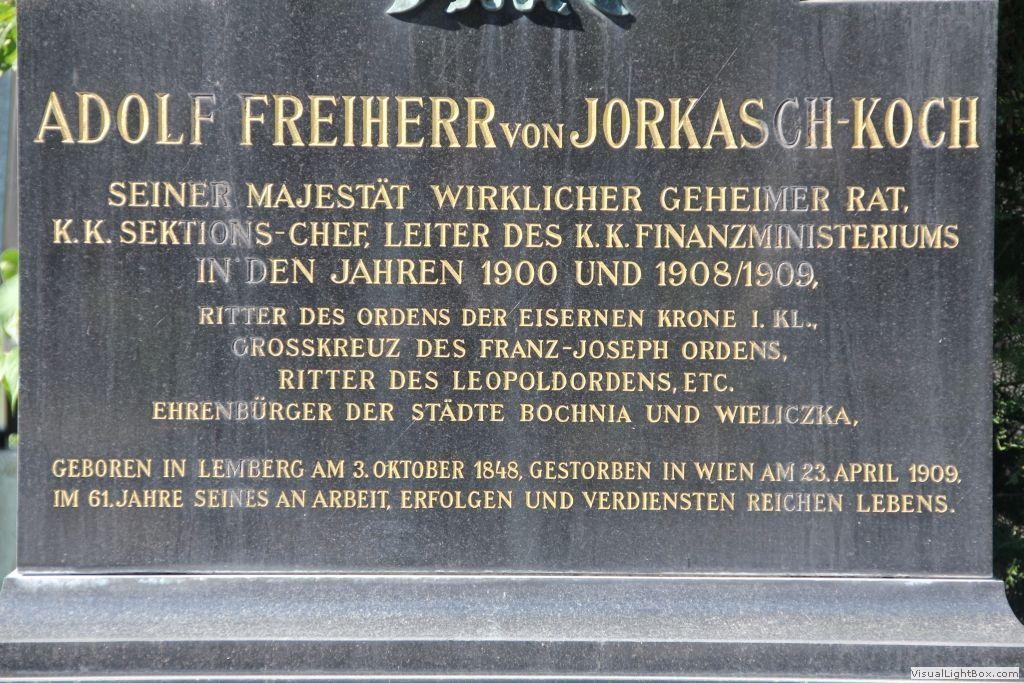 ADOLF FREIHERR VON JORKASCH-KOCH
SEINER MAJESTÄT WIRKLICHER GEHEIMER RAT,
K.K. SEKTIONS-CHEF, LEITER DES K.K. FINANZMINISTERIUMS
IN DEN JAHREN 1900 UND 1908/1909,
RITTER DES ORDENS DER EISERNEN KRONE I. KL.,
GROSSKREUZ DES FRANZ-JOSEPH ORDENS,
RITTER DES LEOPOLDORDENS, ETC.
EHRENBÜRGER DER STÄDTE BOCHNIA UND WIELICZKA,
GEBOREN IN LEMBERG AM 3. OKTOBER 1848, GESTORBEN IN WIEN AM 23. APRIL 1909,
IM 61. JAHRE SEINES AN ARBEIT, ERFOLGEN UND VERDIENSTEN REICHEN LEBENS.
VisualLightBox.com